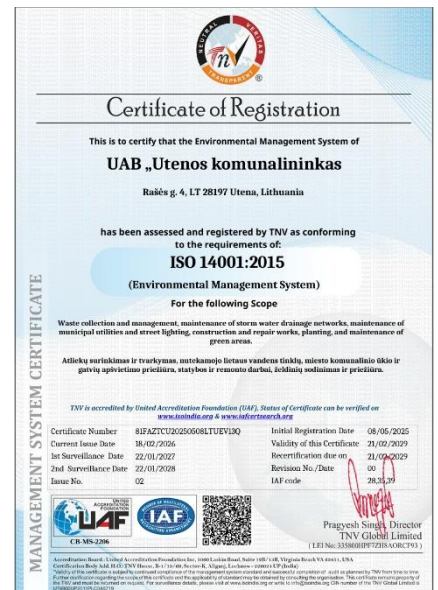 NEUTRAL VERITAS
TNV
TRANSPARENT
Certificate of Registration
This is to certify that the Environmental Management System of
UAB „Utenos komunalininkas
Rašės g. 4, LT 28197 Utena, Lithuania
has been assessed and registered by TNV as conforming
to the requirements of:
ISO 14001:2015
(Environmental Management System)
For the following Scope
Waste collection and management, maintenance of storm water drainage networks, maintenance of
municipal utilities and street lighting, construction and repair works, planting, and maintenance of
green areas.
Atliekų surinkimas ir tvarkymas, nutekamojo lietaus vandens tinklų, miesto komunalinio ūkio ir
gatvių apšvietimo priežiūra, statybos ir remonto darbai, želdinių sodinimas ir priežiūra.
TNV is accredited by United Accreditation Foundation (UAF), Status of Certificate can be verified on
www.isoindia.org & www.iafcertsearch.org
Certificate Number 81FAZTCU20250508LTUEV13Q Initial Registration Date 08/05/2025
Current Issue Date 18/02/2026 Validity of this Certificate 21/02/2029
1st Surveillance Date 22/01/2027 Recertification due on 21/02/2029
2nd Surveillance Date 22/01/2028 Revision No./Date 00
Issue No. 02 IAF code 28,35,39
UNITED ACCREDITATION FOUNDATION
UAF
CB-MS-2206
IAF
Pragyesh Singh, Director
TNV Global Limited
MANAGEMENT SYSTEM CERTIFICATE